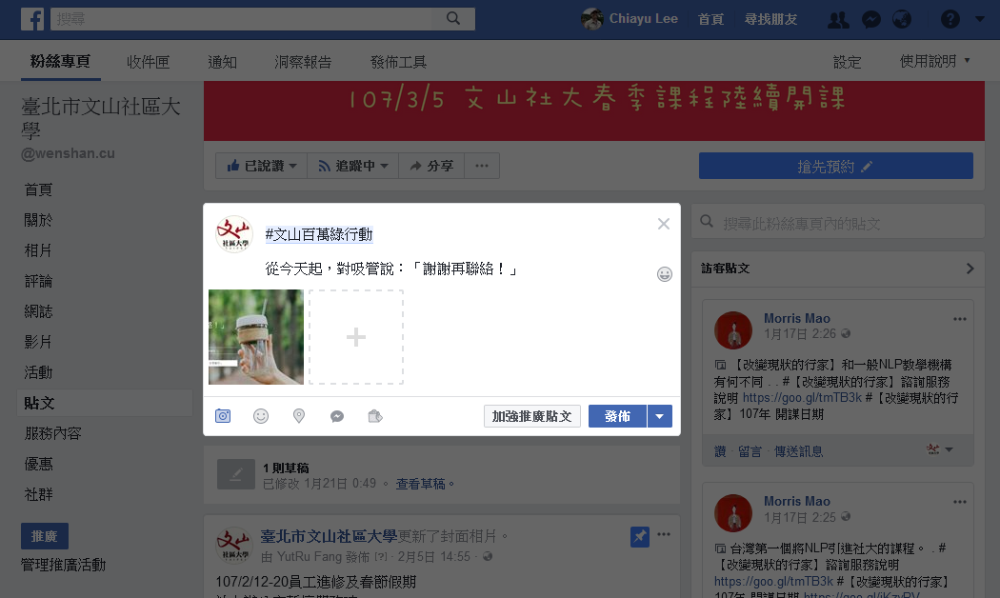 搜尋
Chiayu Lee
首頁
尋找朋友
粉絲專頁
收件匣
通知
洞察報告
發佈工具
設定
使用說明
臺北市文山社區大
學
@wenshan.cu
首頁
關於
相片
評論
網誌
影片
活動
貼文
服務內容
優惠
社群
推廣
管理推廣活動
107/3/5 文山社大春季課程陸續開課
已說讚
追蹤中
分享
搶先預約
文山
社區大學
#文山百萬綠行動
從今天起，對吸管說：「謝謝再聯絡！」
加強推廣貼文
發佈
1 則草稿
已修改 1月21日 0:49 。 查看草稿。
臺北市文山社區大學更新了封面相片。
由 YutRu Fang 發佈 [?] · 2月5日 14:55 ·
107/2/12-20員工進修及春節假期
搜尋此粉絲專頁內的貼文
訪客貼文
Morris Mao
1月17日 2:26
【改變現狀的行家】和一般NLP教學機構
有何不同 . . #【改變現狀的行家】諮詢服務
說明 https://goo.gl/tmTB3k #【改變現狀的行
家】107年 開課日期
讚 · 留言 · 傳送訊息
Morris Mao
1月17日 2:25
台灣第一個將NLP引進社大的課程。 . #
【改變現狀的行家】諮詢服務說明
https://goo.gl/tmTB3k #【改變現狀的行家】
107年 開課日期